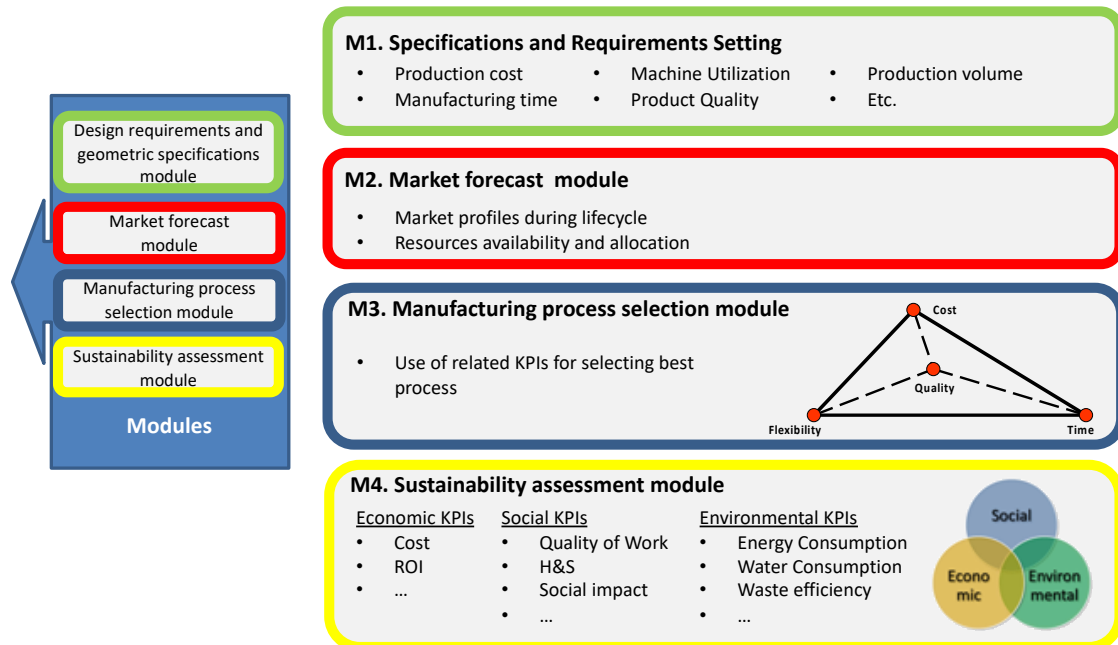 Design requirements and
geometric specifications
module
Market forecast
module
Manufacturing process
selection module
Sustainability assessment
module
Modules
M1. Specifications and Requirements Setting
• Production cost
• Manufacturing time
• Machine Utilization
• Product Quality
• Production volume
• Etc.
M2. Market forecast module
• Market profiles during lifecycle
• Resources availability and allocation
M3. Manufacturing process selection module
• Use of related KPIs for selecting best
process
Cost
Quality
Flexibility
Time
M4. Sustainability assessment module
Economic KPIs
• Cost
• ROI
• …
Social KPIs
• Quality of Work
• H&S
• Social impact
• …
Environmental KPIs
• Energy Consumption
• Water Consumption
• Waste efficiency
• …
Social
Econo
mic
Environ
mental